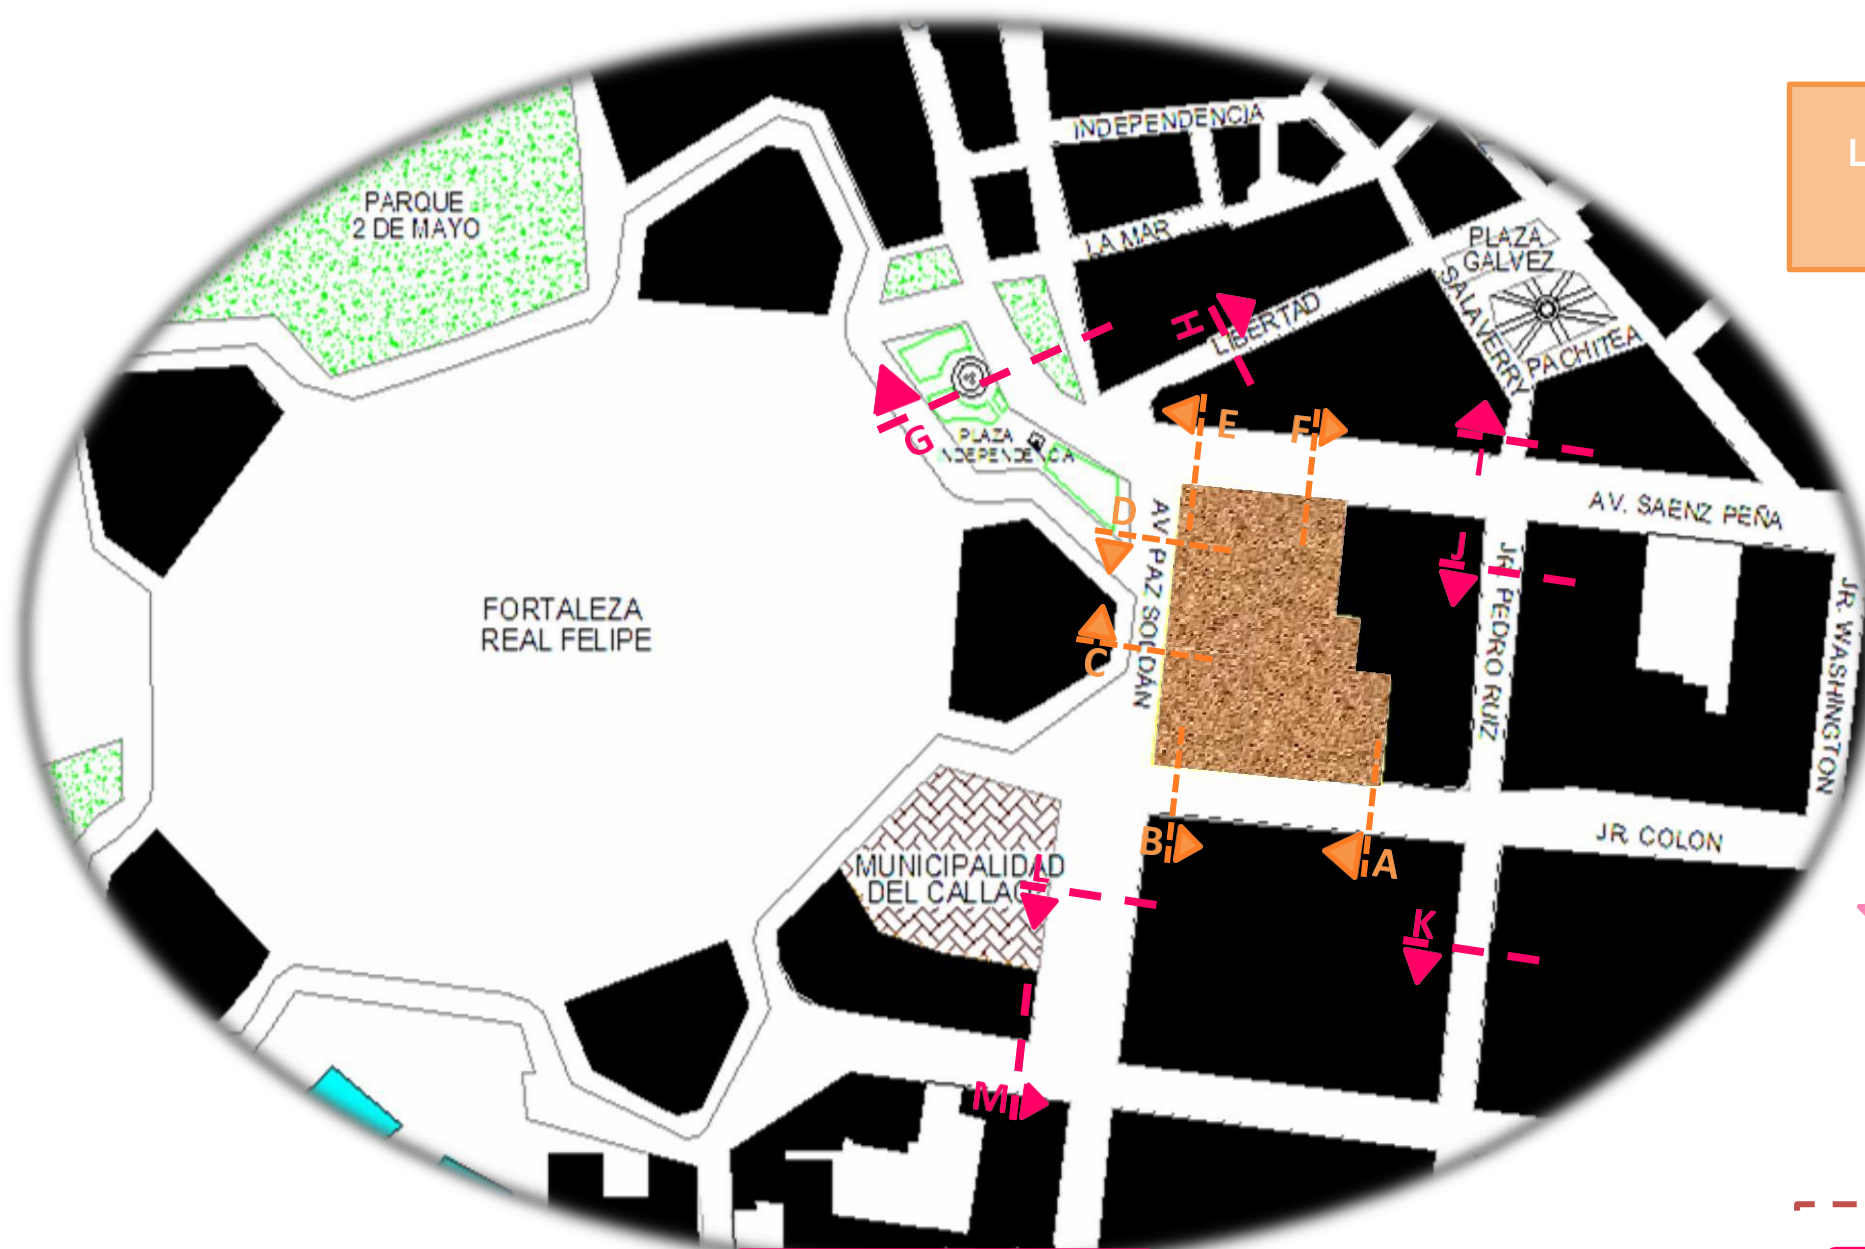 INDEPENDENCIA
L
PARQUE
2 DE MAYO
LA MAR
PLAZA
GALVEZ
SALAVERRY
H
LIBERTAD
PACHITEA
E
F
G
PLAZA
INDEPENDENCIA
D
AV. PAZ SOLDÁN
AV. SAENZ PEÑA
J
JR. PEDRO RUIZ
JR. WASHINGTON
FORTALEZA
REAL FELIPE
C
B
A
JR. COLON
MUNICIPALIDAD
DEL CALLAO
L
K
M